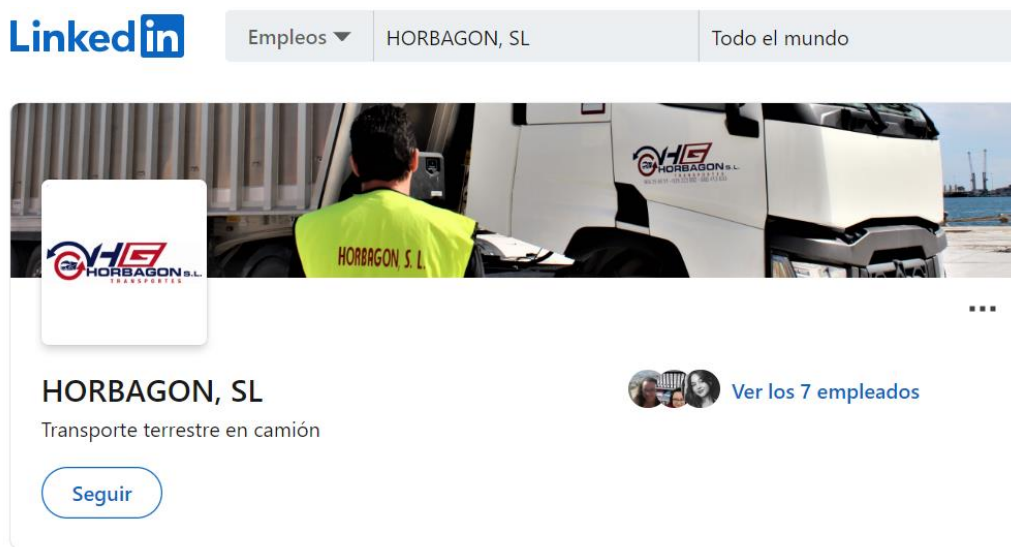 LinkedIn
Empleos
HORBAGON, SL
Todo el mundo
HG
HORBAGON S.L.
TRANSPORTES
HORBAGON, S. L.
HG
HORBAGON S.L.
TRANSPORTES
HORBAGON, SL
Ver los 7 empleados
Transporte terrestre en camión
Seguir